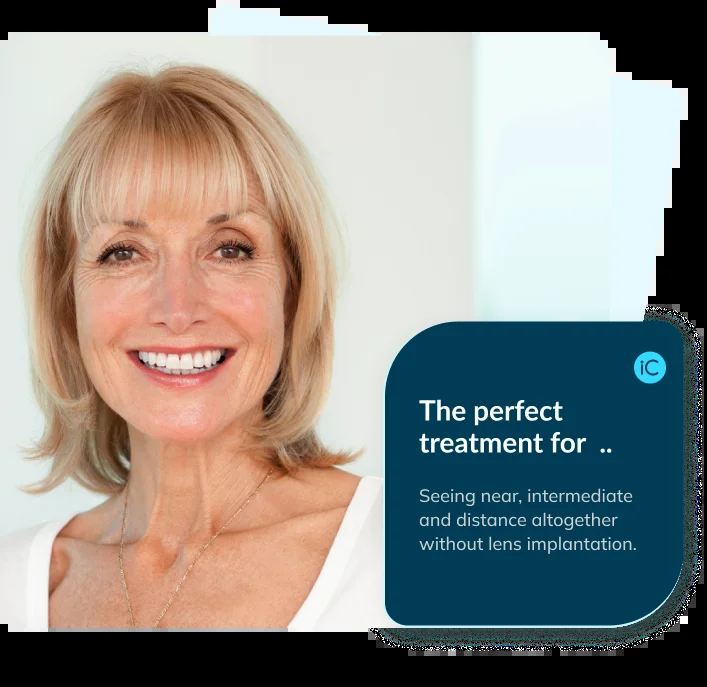 iC
The perfect
treatment for ..
Seeing near, intermediate
and distance altogether
without lens implantation.